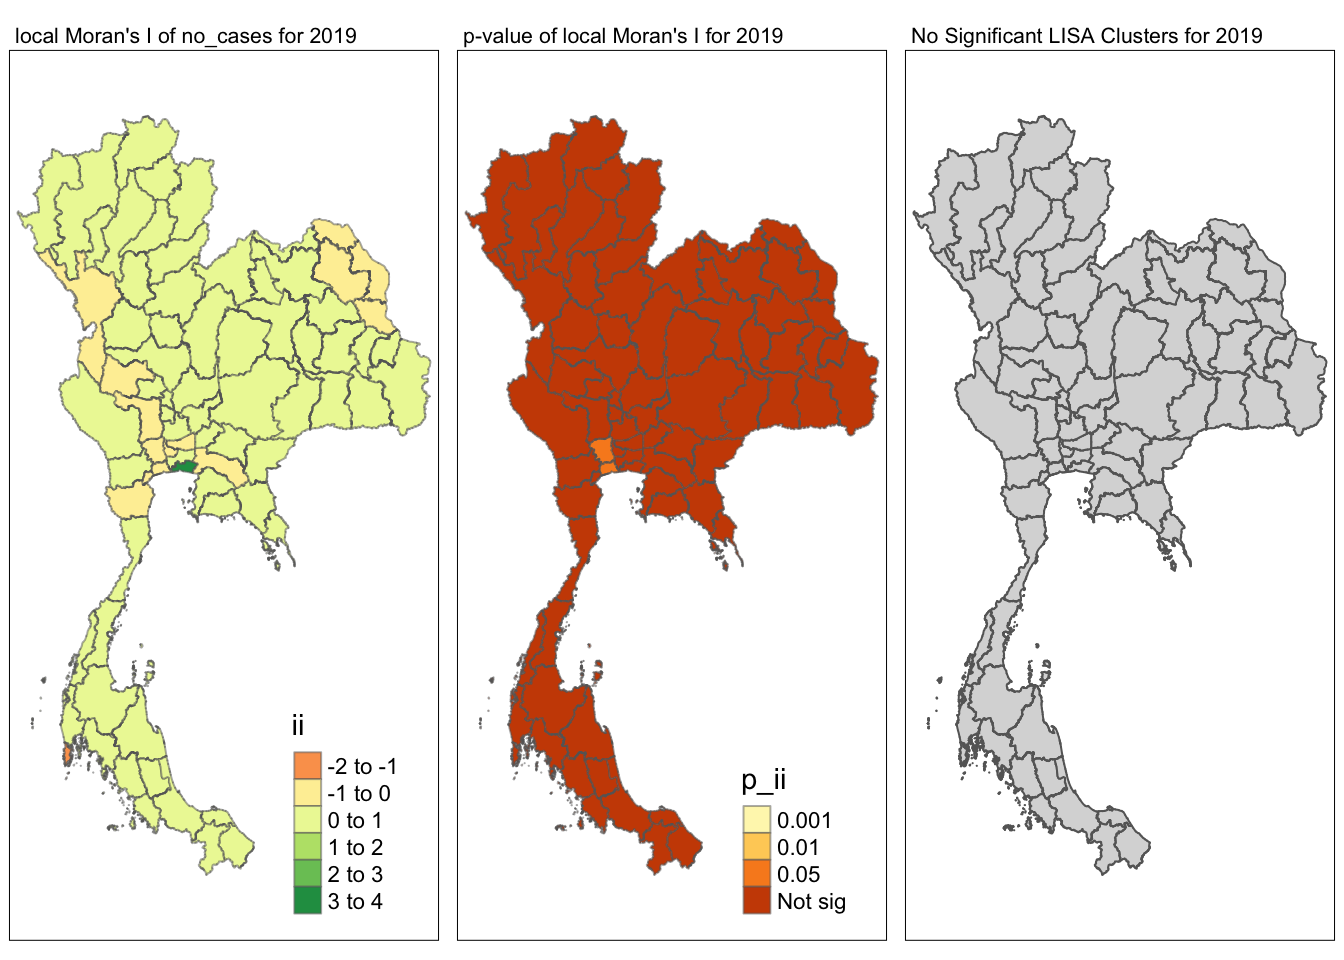 local Moran's I of no_cases for 2019
p-value of local Moran's I for 2019
No Significant LISA Clusters for 2019
ii
-2 to -1
-1 to 0
0 to 1
1 to 2
2 to 3
3 to 4
p_ii
0.001
0.01
0.05
Not sig